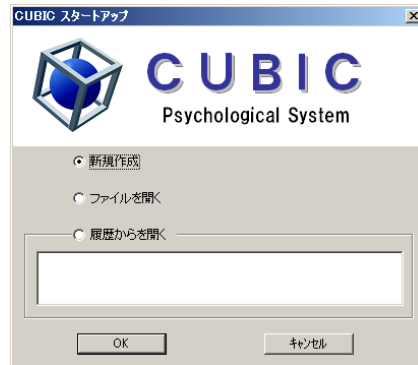 CUBIC スタートアップ
CUBIC
Psychological System
新規作成
ファイルを開く
履歴からを開く
OK
キャンセル